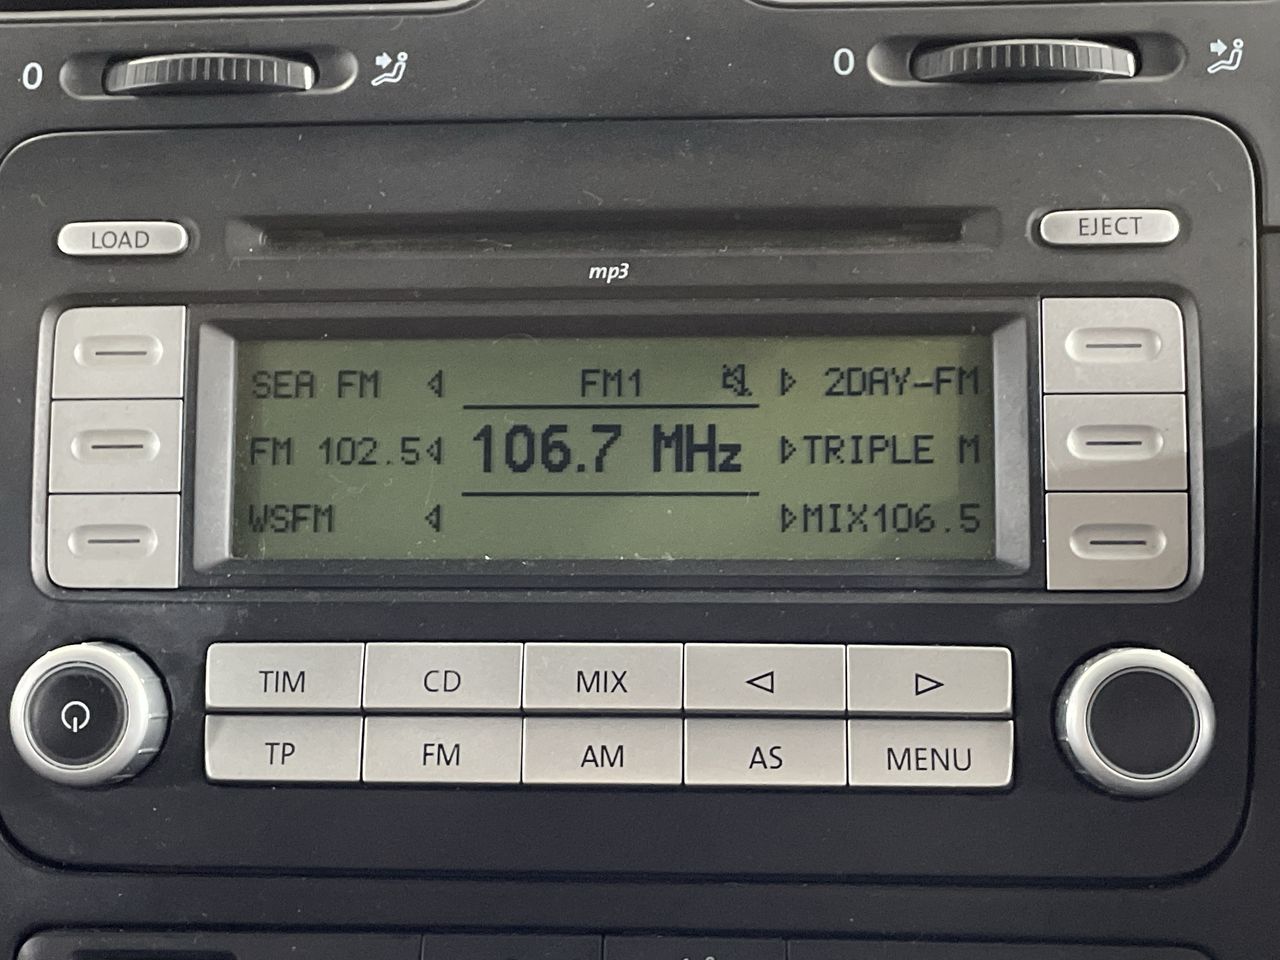 0 0
LOAD EJECT
mp3
SEA FM FM1 2DAY-FM
FM 102.5 106.7 MHz TRIPLE M
WSFM MIX106.5
TIM CD MIX
TP FM AM AS MENU